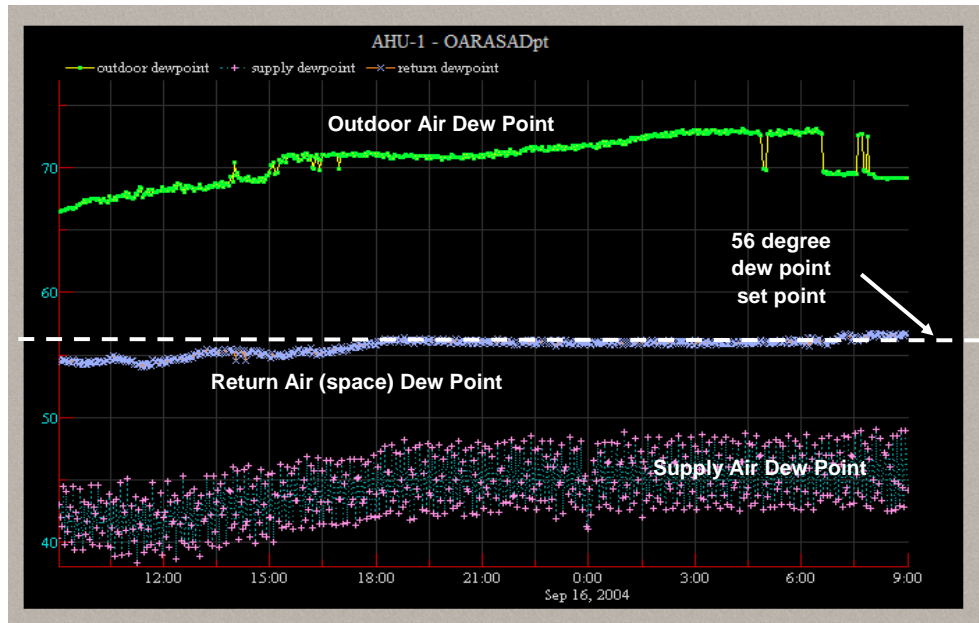 AHU-1 - OARASADpt
outdoor dewpoint supply dewpoint return dewpoint
Outdoor Air Dew Point
70
56 degree
dew point
set point
60
Return Air (space) Dew Point
50
Supply Air Dew Point
40
12:00 15:00 18:00 21:00 0:00 3:00 6:00 9:00
Sep 16, 2004